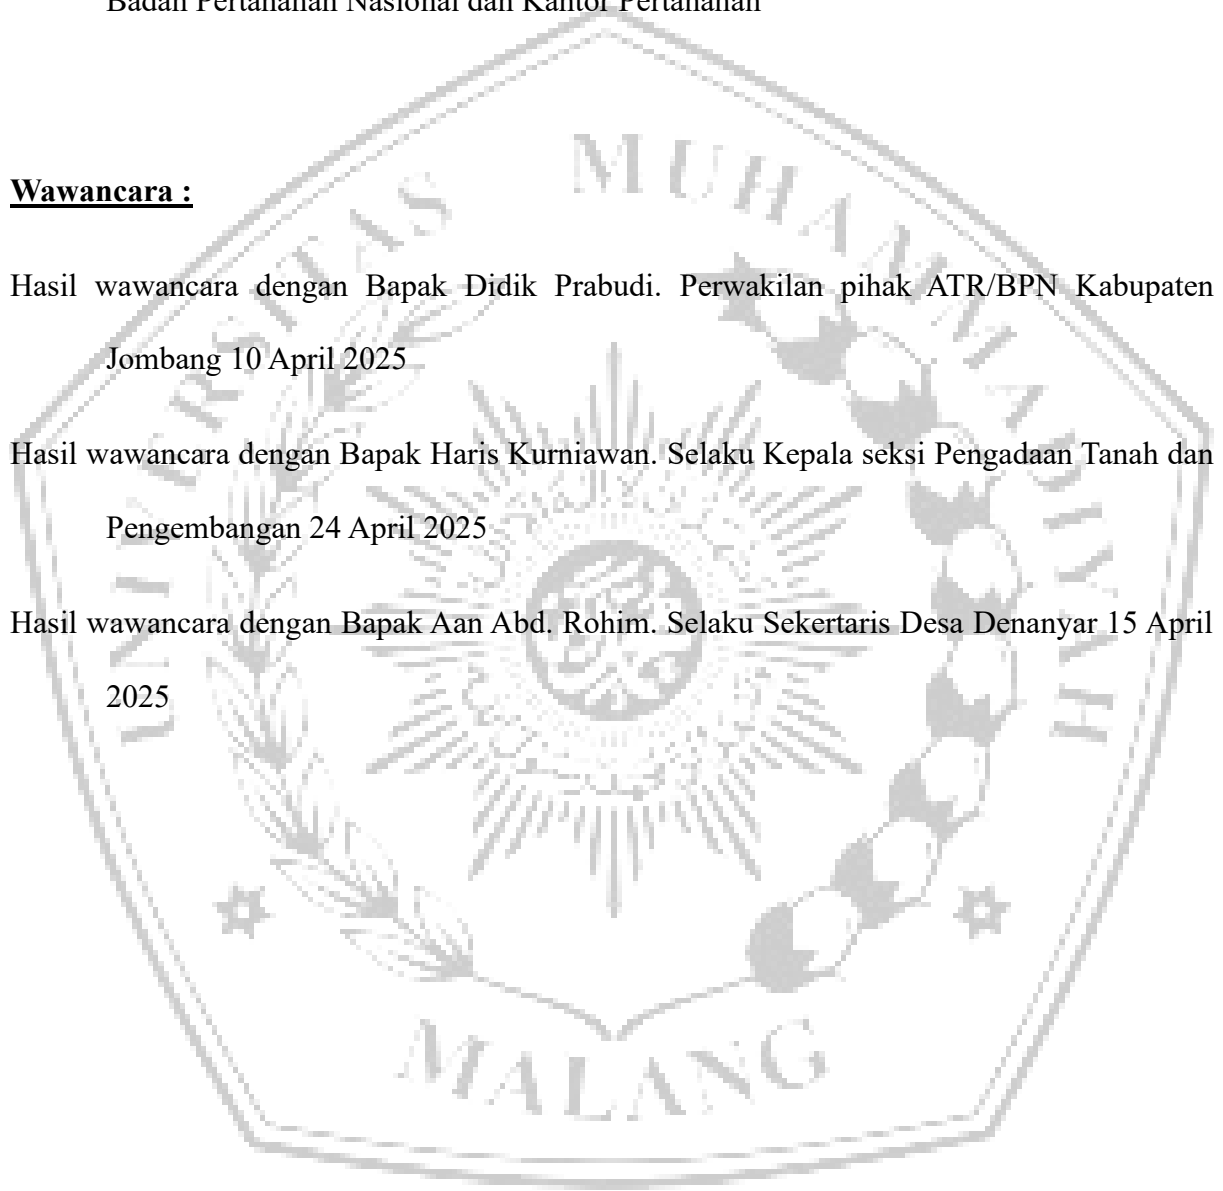 Badan Pertanahan Nasional dan Kantor Pertanahan
Wawancara :
Hasil wawancara dengan Bapak Didik Prabudi. Perwakilan pihak ATR/BPN Kabupaten
Jombang 10 April 2025
Hasil wawancara dengan Bapak Haris Kurniawan. Selaku Kepala seksi Pengadaan Tanah dan
Pengembangan 24 April 2025
Hasil wawancara dengan Bapak Aan Abd. Rohim. Selaku Sekertaris Desa Denanyar 15 April
2025
UNIVERSITAS MUHAMMADIYAH
MALANG